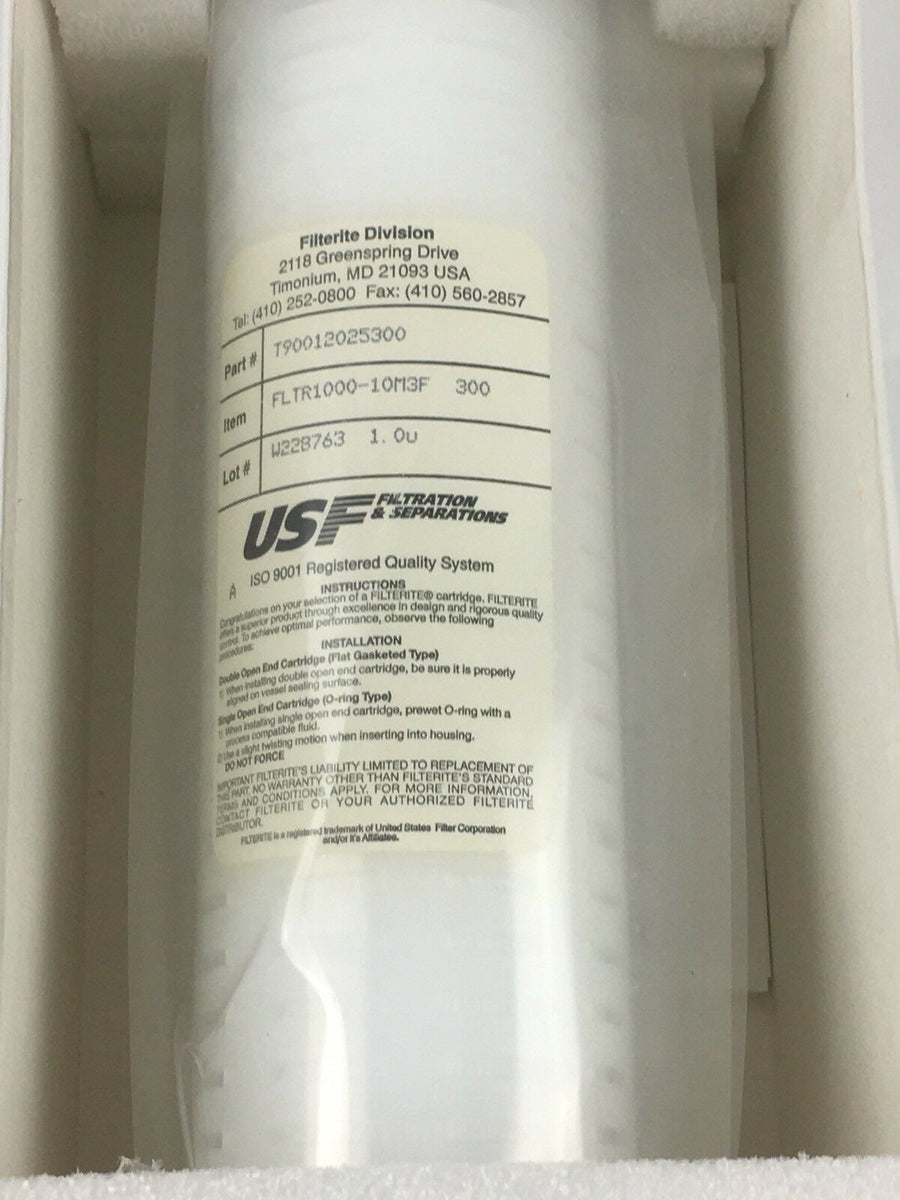 Filterite Division
2118 Greenspring Drive
Timonium, MD 21093 USA
Tel: (410) 252-0800 Fax: (410) 560-2857
Part # T90012025300
Item FLTR1000-10M3F 300
Lot # W228763 1.0u
USF FILTRATION
& SEPARATIONS
A ISO 9001 Registered Quality System
INSTRUCTIONS
Congratulations on your selection of a FILTERITE® cartridge. FILTERITE
offers a superior product through excellence in design and rigorous quality
control. To achieve optimal performance, observe the following
procedures:
INSTALLATION
Double Open End Cartridge (Flat Gasketed Type)
1) When installing double open end cartridge, be sure it is properly
aligned on vessel sealing surface.
Single Open End Cartridge (O-ring Type)
1) When installing single open end cartridge, prewet O-ring with a
process compatible fluid.
2) Use a slight twisting motion when inserting into housing.
DO NOT FORCE
IMPORTANT FILTERITE'S LIABILITY LIMITED TO REPLACEMENT OF
THIS PART. NO WARRANTY OTHER THAN FILTERITE'S STANDARD
TERMS AND CONDITIONS APPLY. FOR MORE INFORMATION,
CONTACT FILTERITE OR YOUR AUTHORIZED FILTERITE
DISTRIBUTOR.
FILTERITE is a registered trademark of United States Filter Corporation
and/or it's Affiliates.